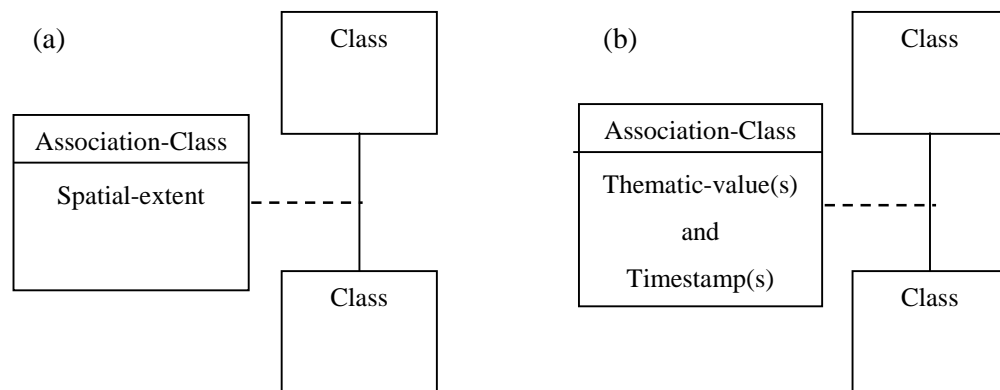 (a)
Class
Association-Class
Spatial-extent
Class
(b)
Class
Association-Class
Thematic-value(s)
and
Timestamp(s)
Class